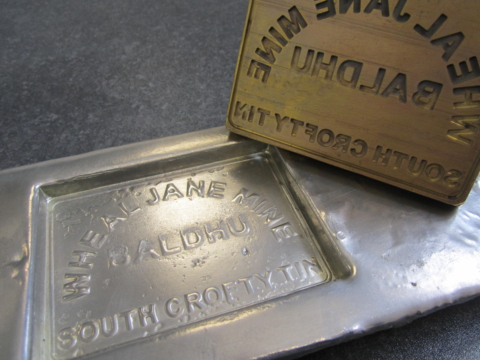 WHEAL JANE MINE
BALDHU
SOUTH CROFTY TIN
WHEAL JANE MINE
BALDHU
SOUTH CROFTY TIN